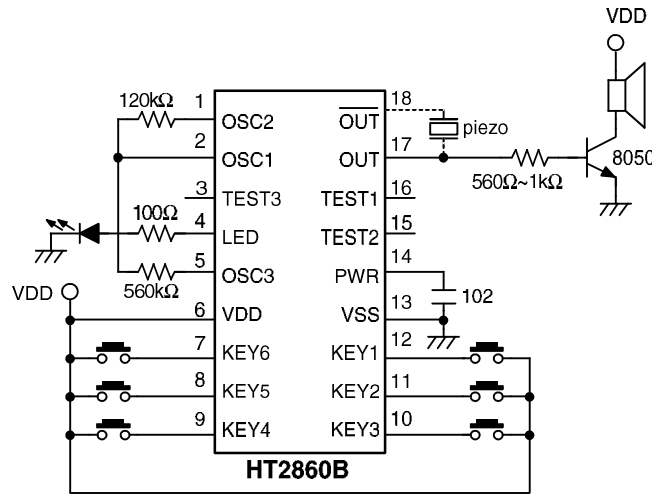 VDD
120kΩ 1 OSC2
2 OSC1
3 TEST3
100Ω 4 LED
560kΩ 5 OSC3
VDD 6 VDD
7 KEY6
8 KEY5
9 KEY4
18 OUT piezo
17 OUT 560Ω~1kΩ 8050
16 TEST1
15 TEST2
14 PWR 102
13 VSS
12 KEY1
11 KEY2
10 KEY3
HT2860B